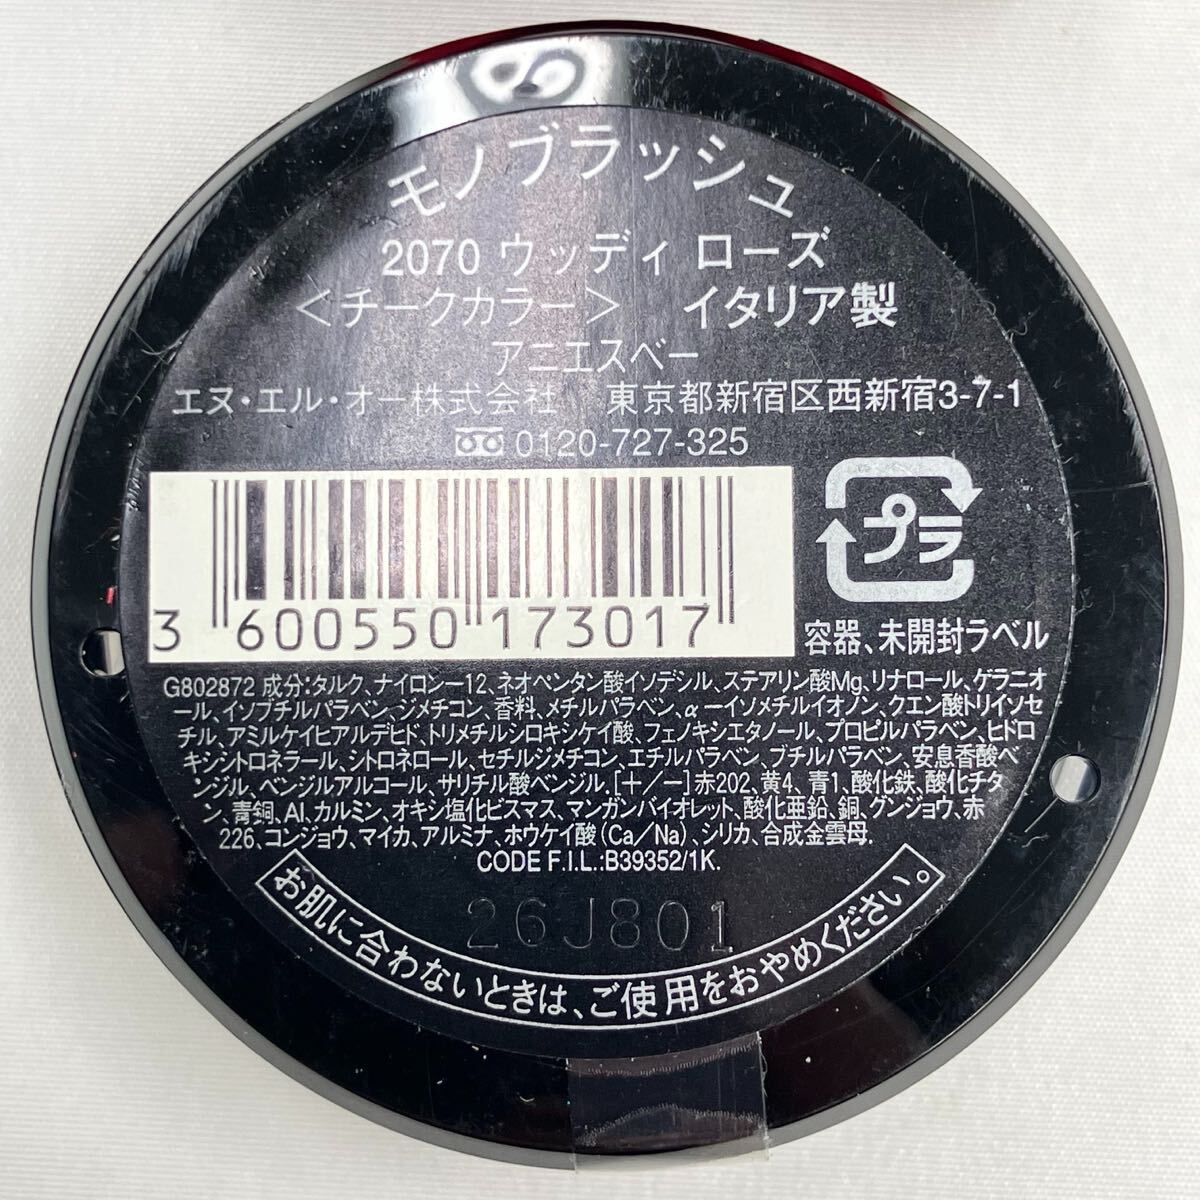 モノブラッシュ
2070 ウッディ ローズ
＜チークカラー＞ イタリア製
アニエスベー
エヌ・エル・オー株式会社 東京都新宿区西新宿3-7-1
0120-727-325
プラ
3 600550 173017
容器、未開封ラベル
G802872 成分:タルク、ナイロン−12、ネオペンタン酸イソデシル、ステアリン酸Mg、リナロール、ゲラニオ
ール、イソブチルパラベン、ジメチコン、香料、メチルパラベン、α−イソメチルイオノン、クエン酸トリイソセ
チル、アミルケイヒアルデヒド、トリメチルシロキシケイ酸、フェノキシエタノール、プロピルパラベン、ヒドロ
キシシトロネラール、シトロネロール、セチルジメチコン、エチルパラベン、ブチルパラベン、安息香酸ベ
ンジル、ベンジルアルコール、サリチル酸ベンジル.［＋／−］赤202、黄4、青1、酸化鉄、酸化チタ
ン、青銅、Al、カルミン、オキシ塩化ビスマス、マンガンバイオレット、酸化亜鉛、銅、グンジョウ、赤
226、コンジョウ、マイカ、アルミナ、ホウケイ酸（Ca／Na）、シリカ、合成金雲母.
CODE F.I.L.:B39352/1K.
26J801
お肌に合わないときは、ご使用をおやめください。